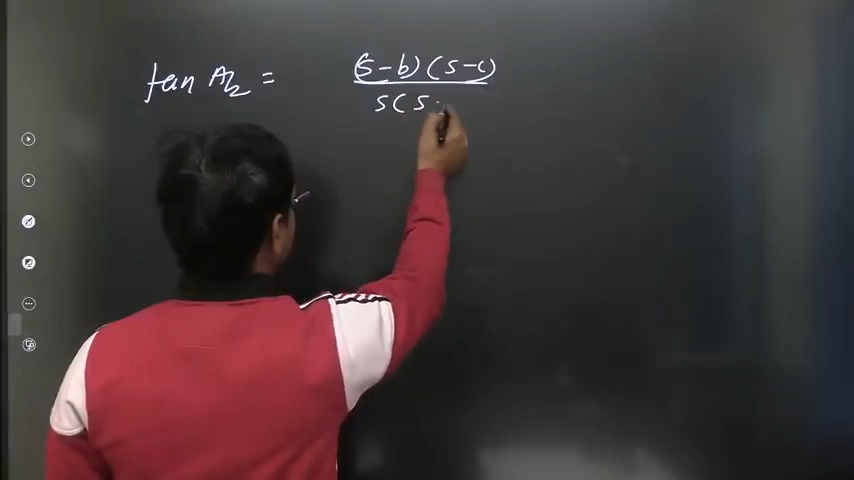 tan A/2 = (s-b)(s-c)
s(s-